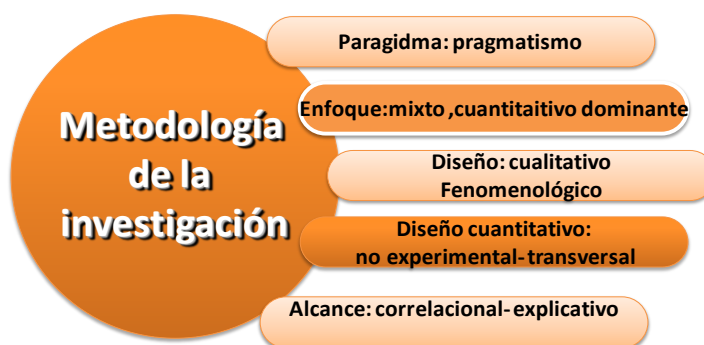 Metodología
de la
investigación
Paragidma: pragmatismo
Enfoque:mixto ,cuantitaitivo dominante
Diseño: cualitativo
Fenomenológico
Diseño cuantitativo:
no experimental-transversal
Alcance: correlacional-explicativo